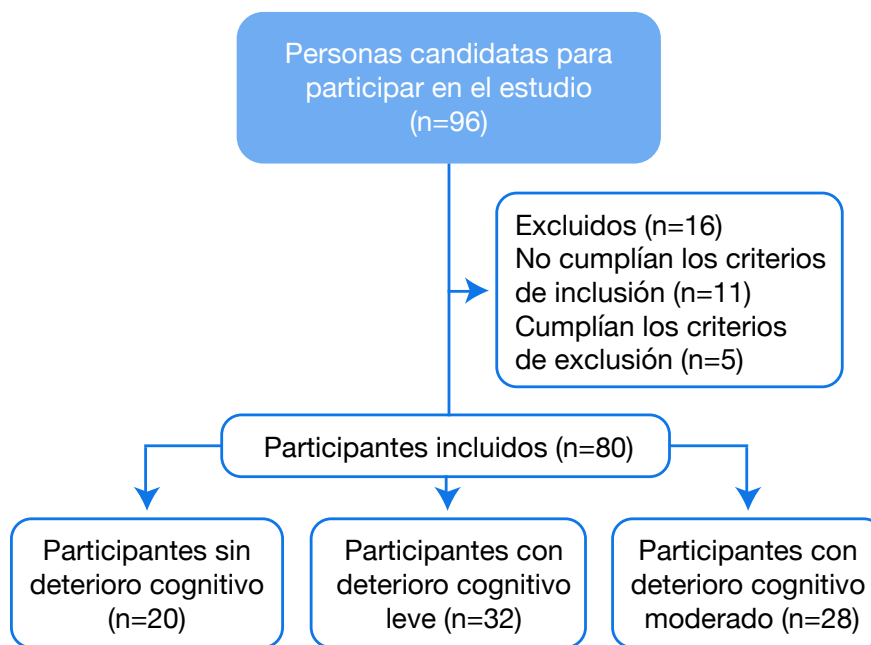 Personas candidatas para
participar en el estudio
(n=96)
Excluidos (n=16)
No cumplían los criterios
de inclusión (n=11)
Cumplían los criterios
de exclusión (n=5)
Participantes incluidos (n=80)
Participantes sin
deterioro cognitivo
(n=20)
Participantes con
deterioro cognitivo
leve (n=32)
Participantes con
deterioro cognitivo
moderado (n=28)